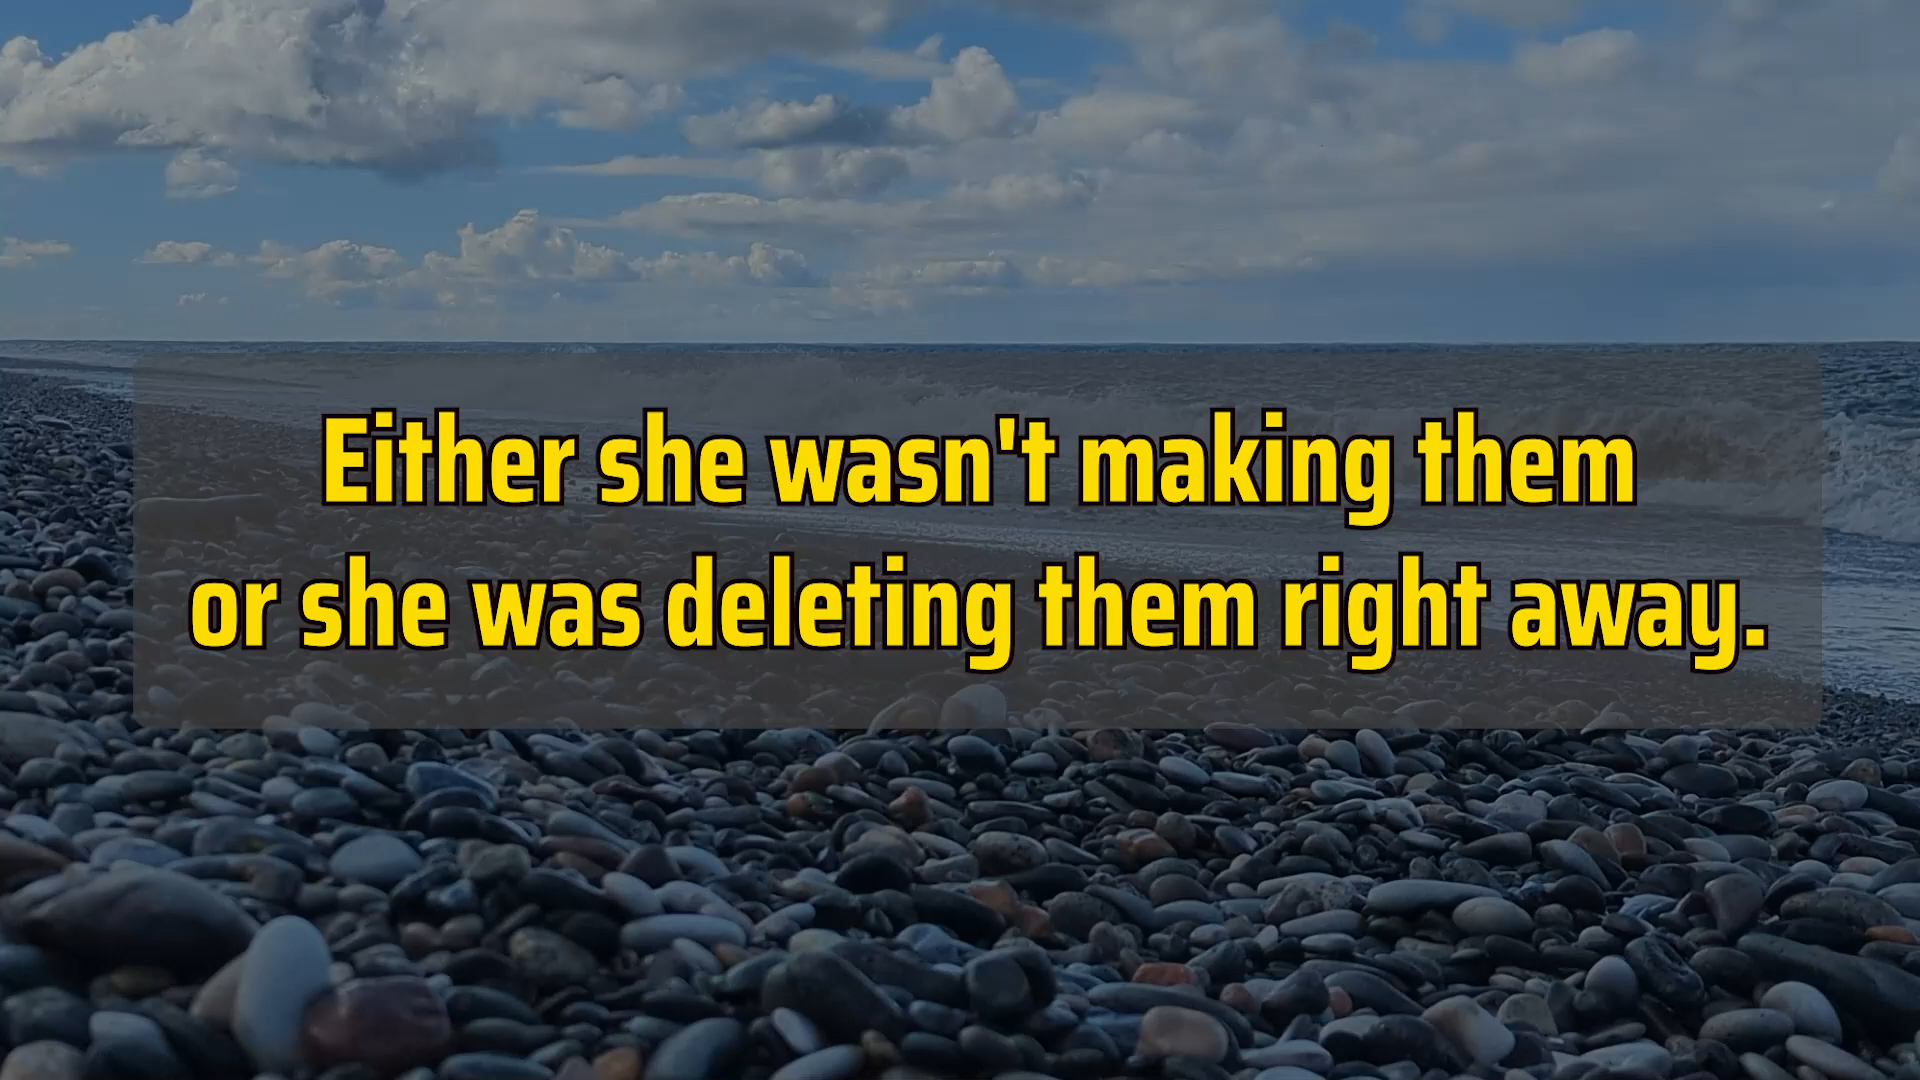 Either she wasn't making them
or she was deleting them right away.